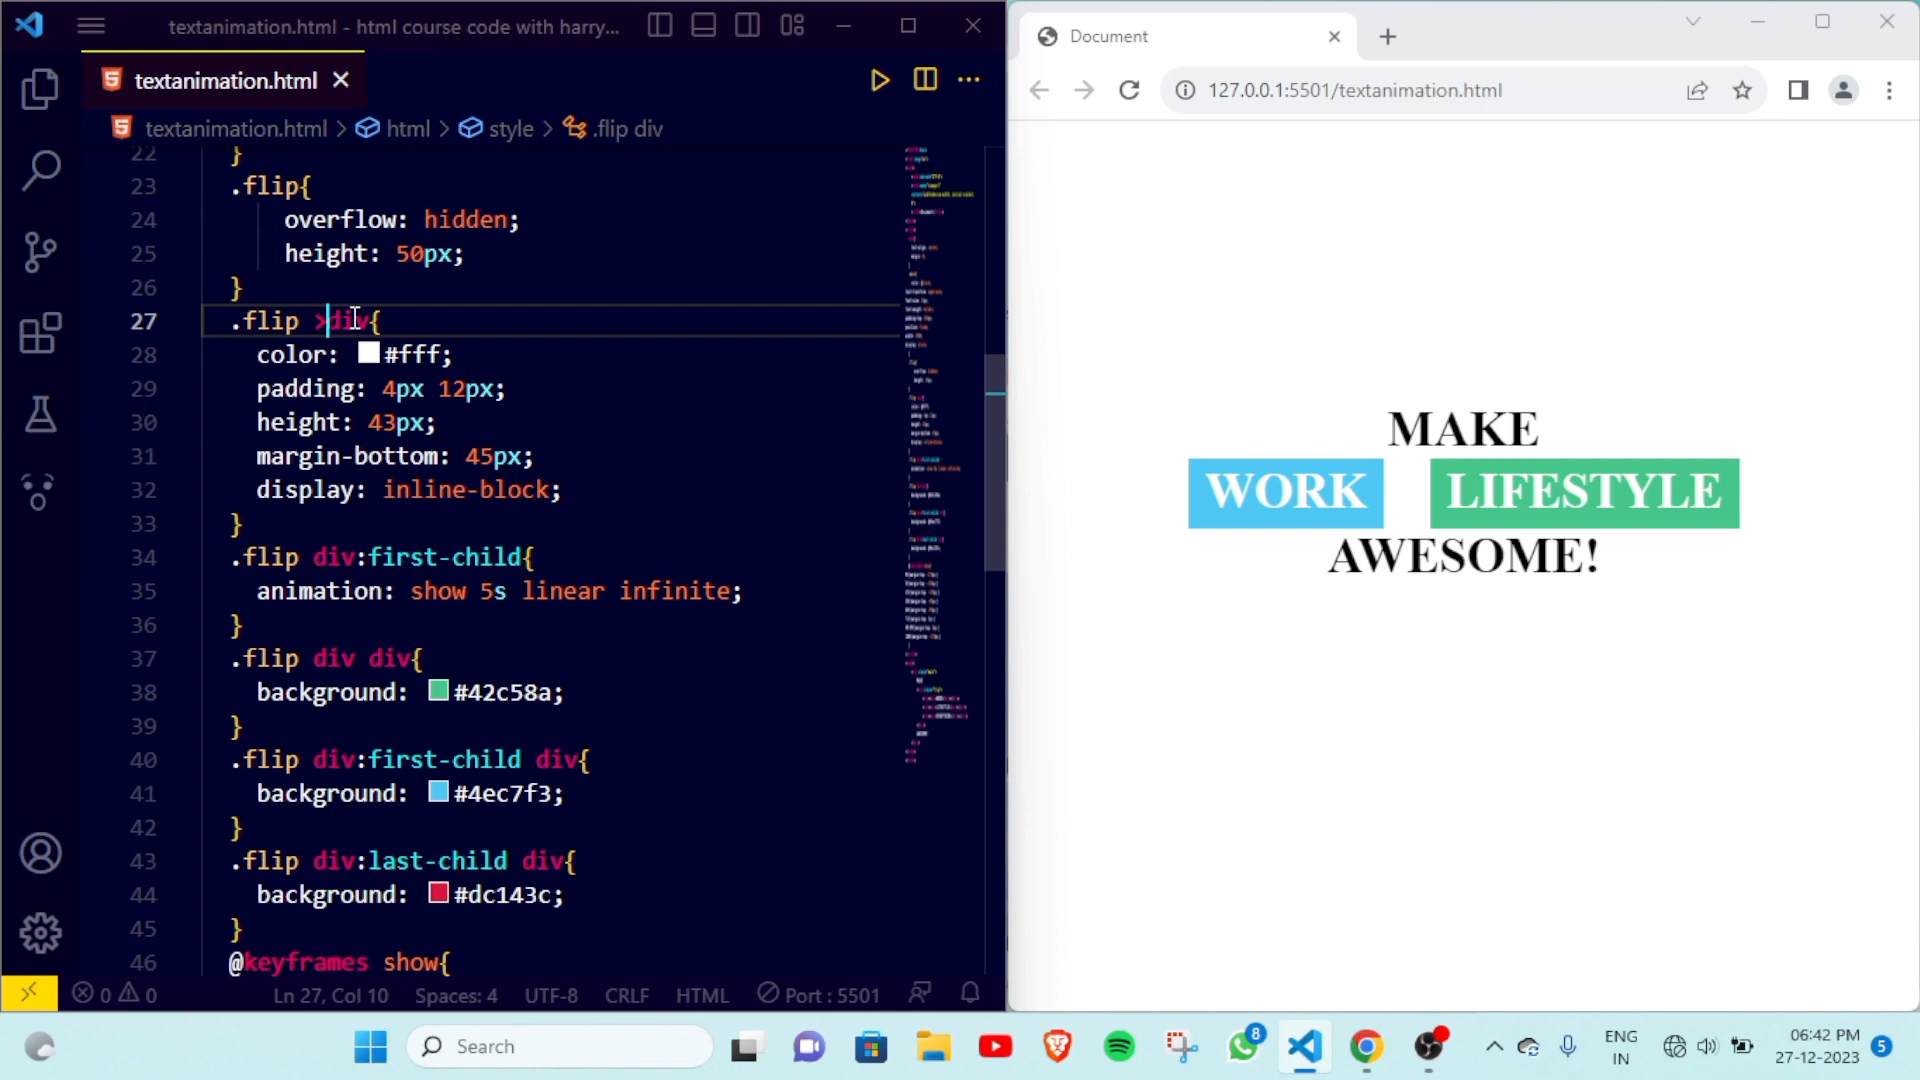 textanimation.html - html course code with harry...
textanimation.html
textanimation.html > html > style > .flip div
22 }
23 .flip{
24 overflow: hidden;
25 height: 50px;
26 }
27 .flip >div{
28 color: #fff;
29 padding: 4px 12px;
30 height: 43px;
31 margin-bottom: 45px;
32 display: inline-block;
33 }
34 .flip div:first-child{
35 animation: show 5s linear infinite;
36 }
37 .flip div div{
38 background: #42c58a;
39 }
40 .flip div:first-child div{
41 background: #4ec7f3;
42 }
43 .flip div:last-child div{
44 background: #dc143c;
45 }
46 @keyframes show{
0 0 Ln 27, Col 10 Spaces: 4 UTF-8 CRLF HTML Port : 5501
Document
127.0.0.1:5501/textanimation.html
MAKE
WORK LIFESTYLE
AWESOME!
Search
8
ENG
IN
06:42 PM
27-12-2023
5